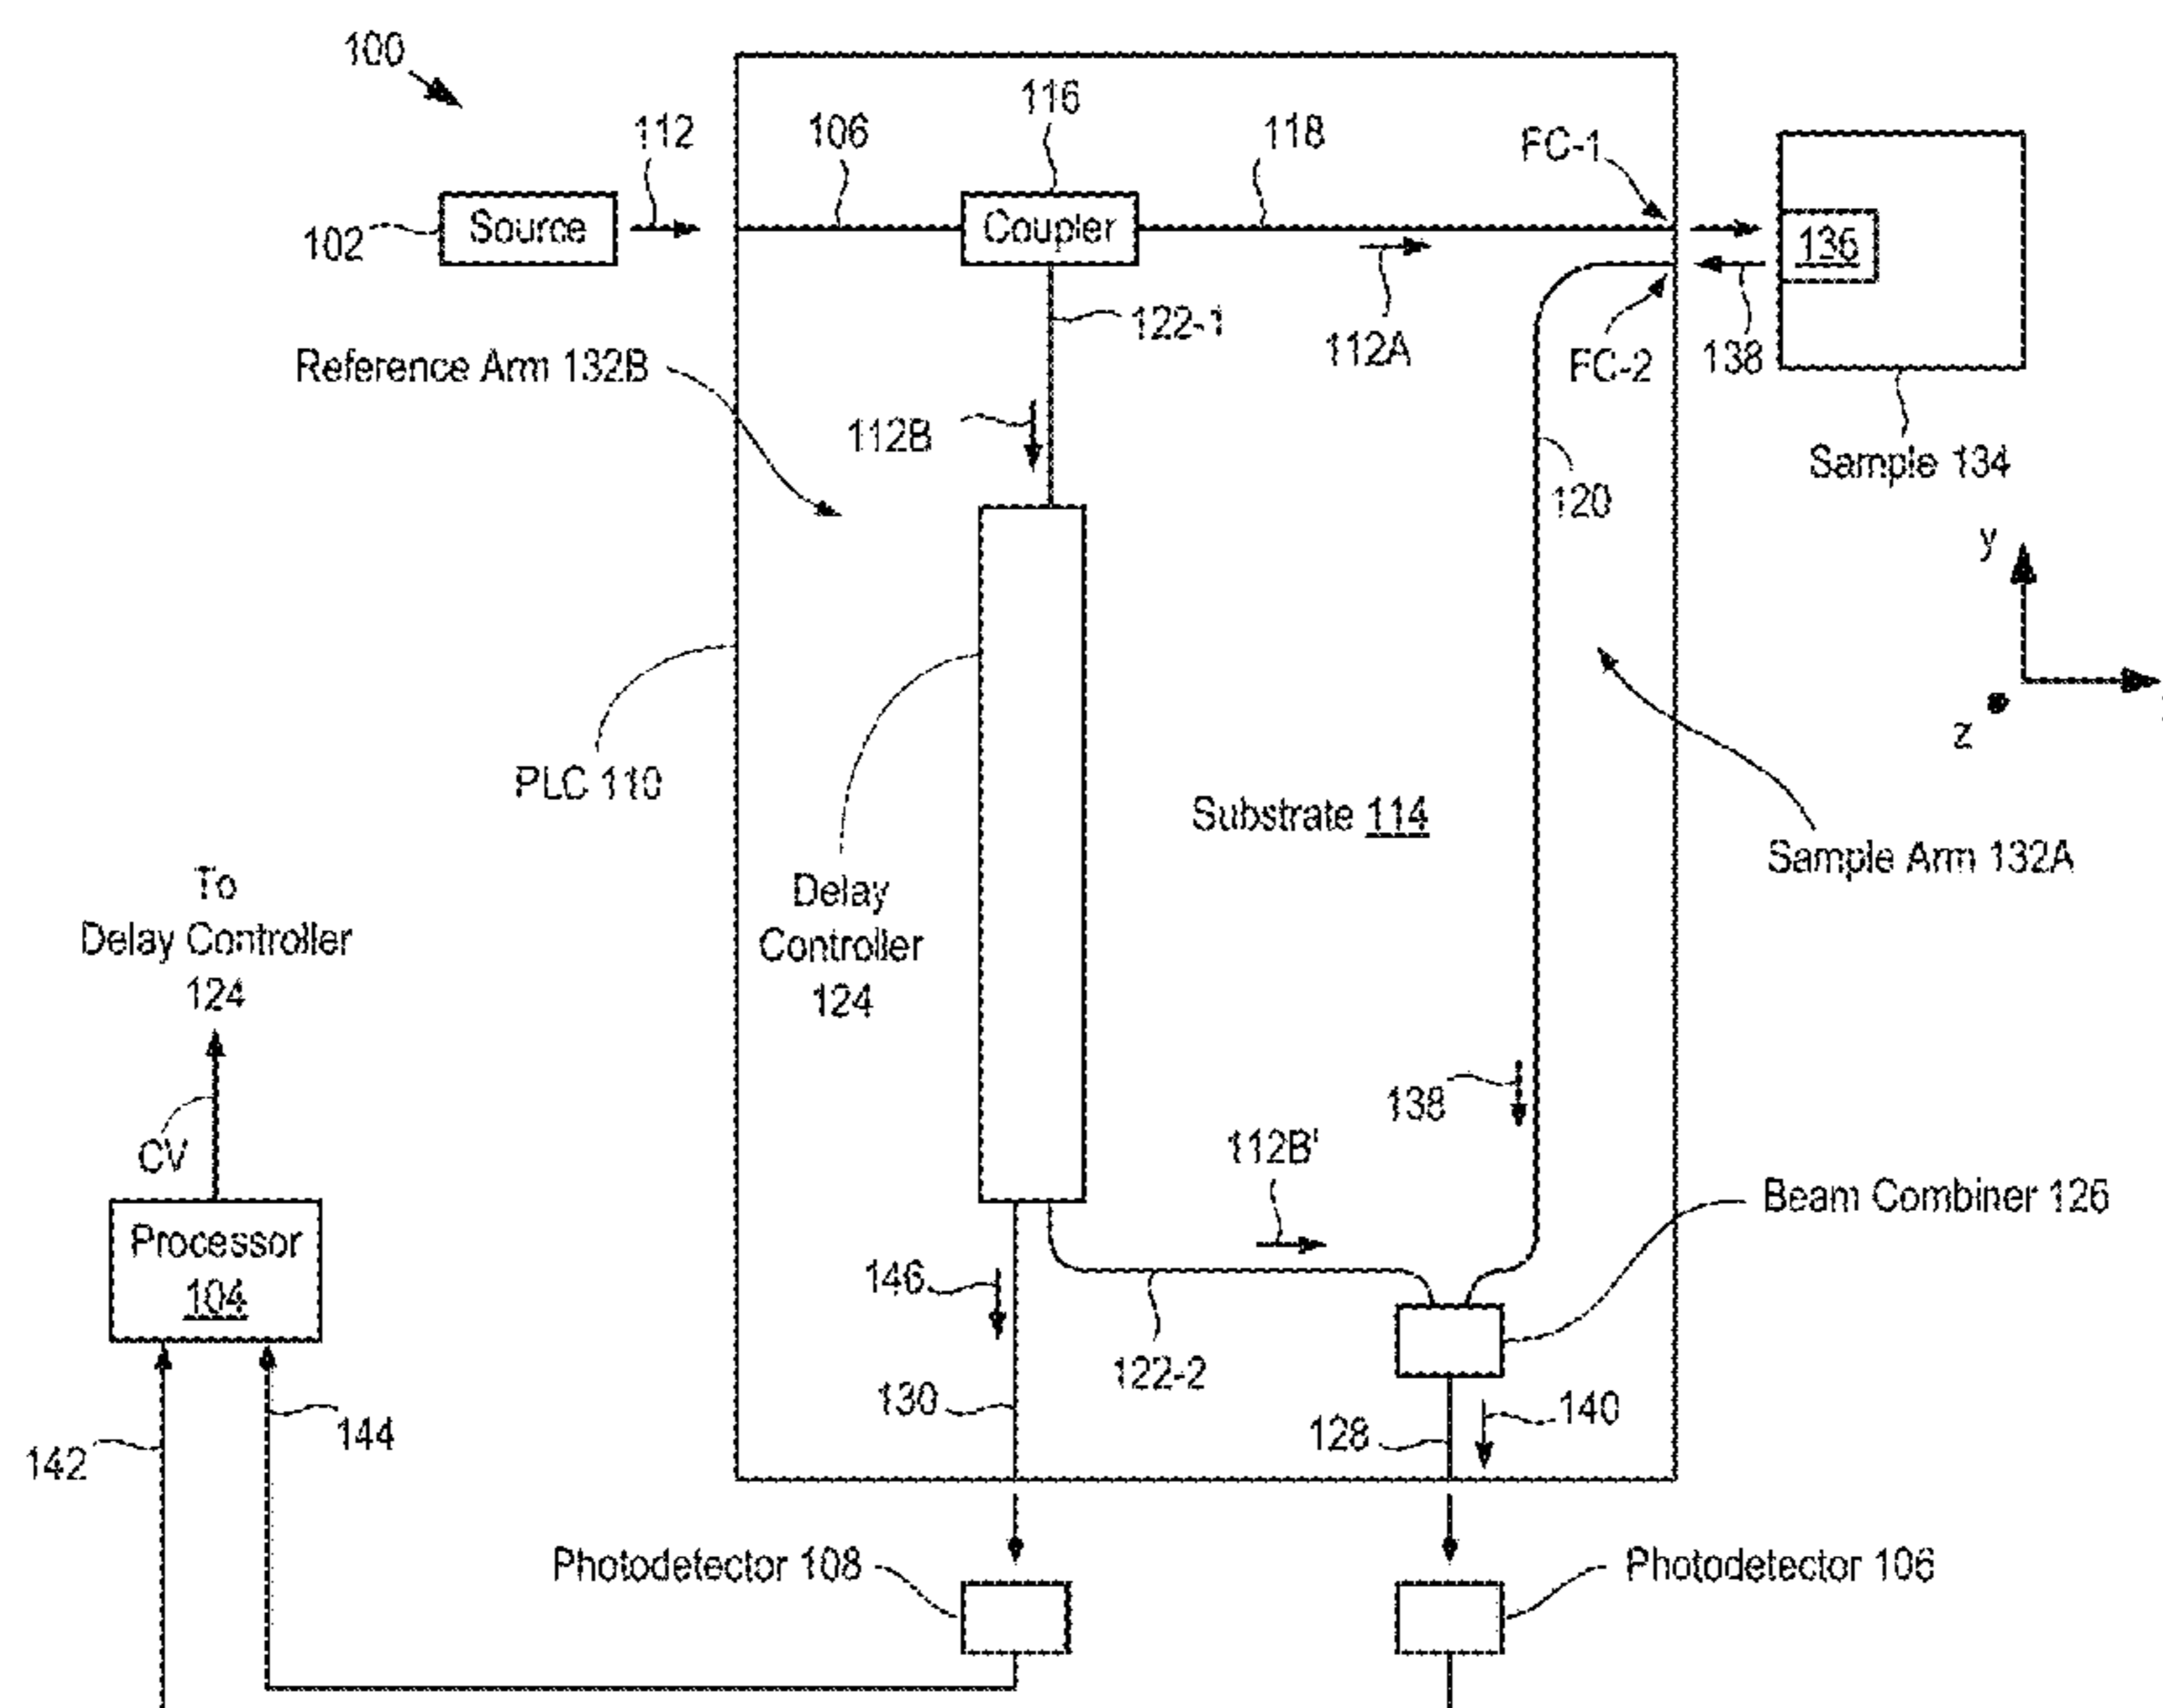 100
112
106
116
118
FC-1
102
Source
Coupler
136
122-1
112A
FC-2
138
Reference Arm 132B
112B
Sample 134
120
y
z
PLC 110
Substrate 114
Sample Arm 132A
Delay
Controller
124
To
Delay Controller
124
CV
138
112B'
Beam Combiner 126
Processor
104
146
122-2
130
140
128
142
144
Photodetector 108
Photodetector 106